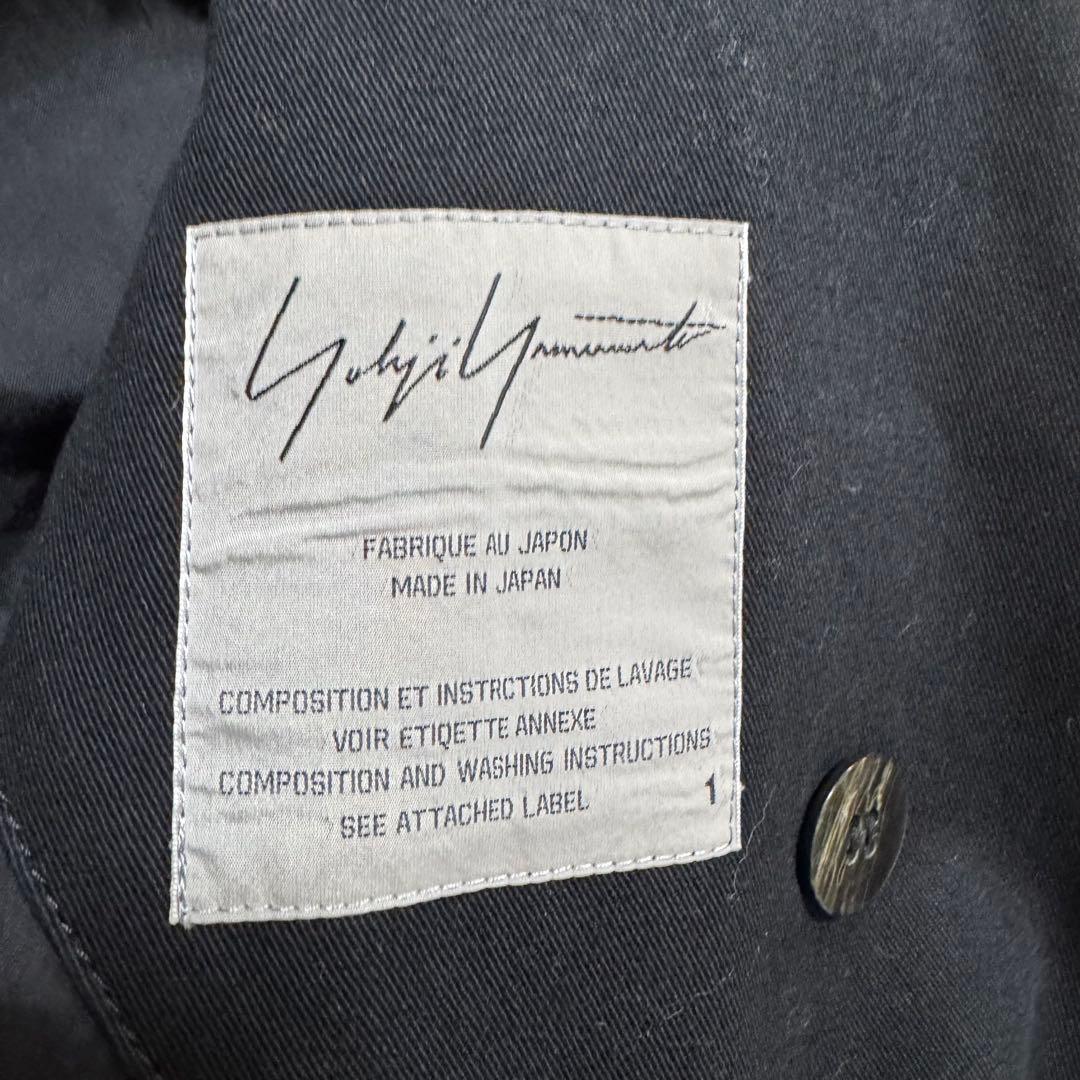 Yohji Yamamoto
FABRIQUE AU JAPON
MADE IN JAPAN
COMPOSITION ET INSTRCTIONS DE LAVAGE
VOIR ETIQETTE ANNEXE
COMPOSITION AND WASHING INSTRUCTIONS
SEE ATTACHED LABEL
1